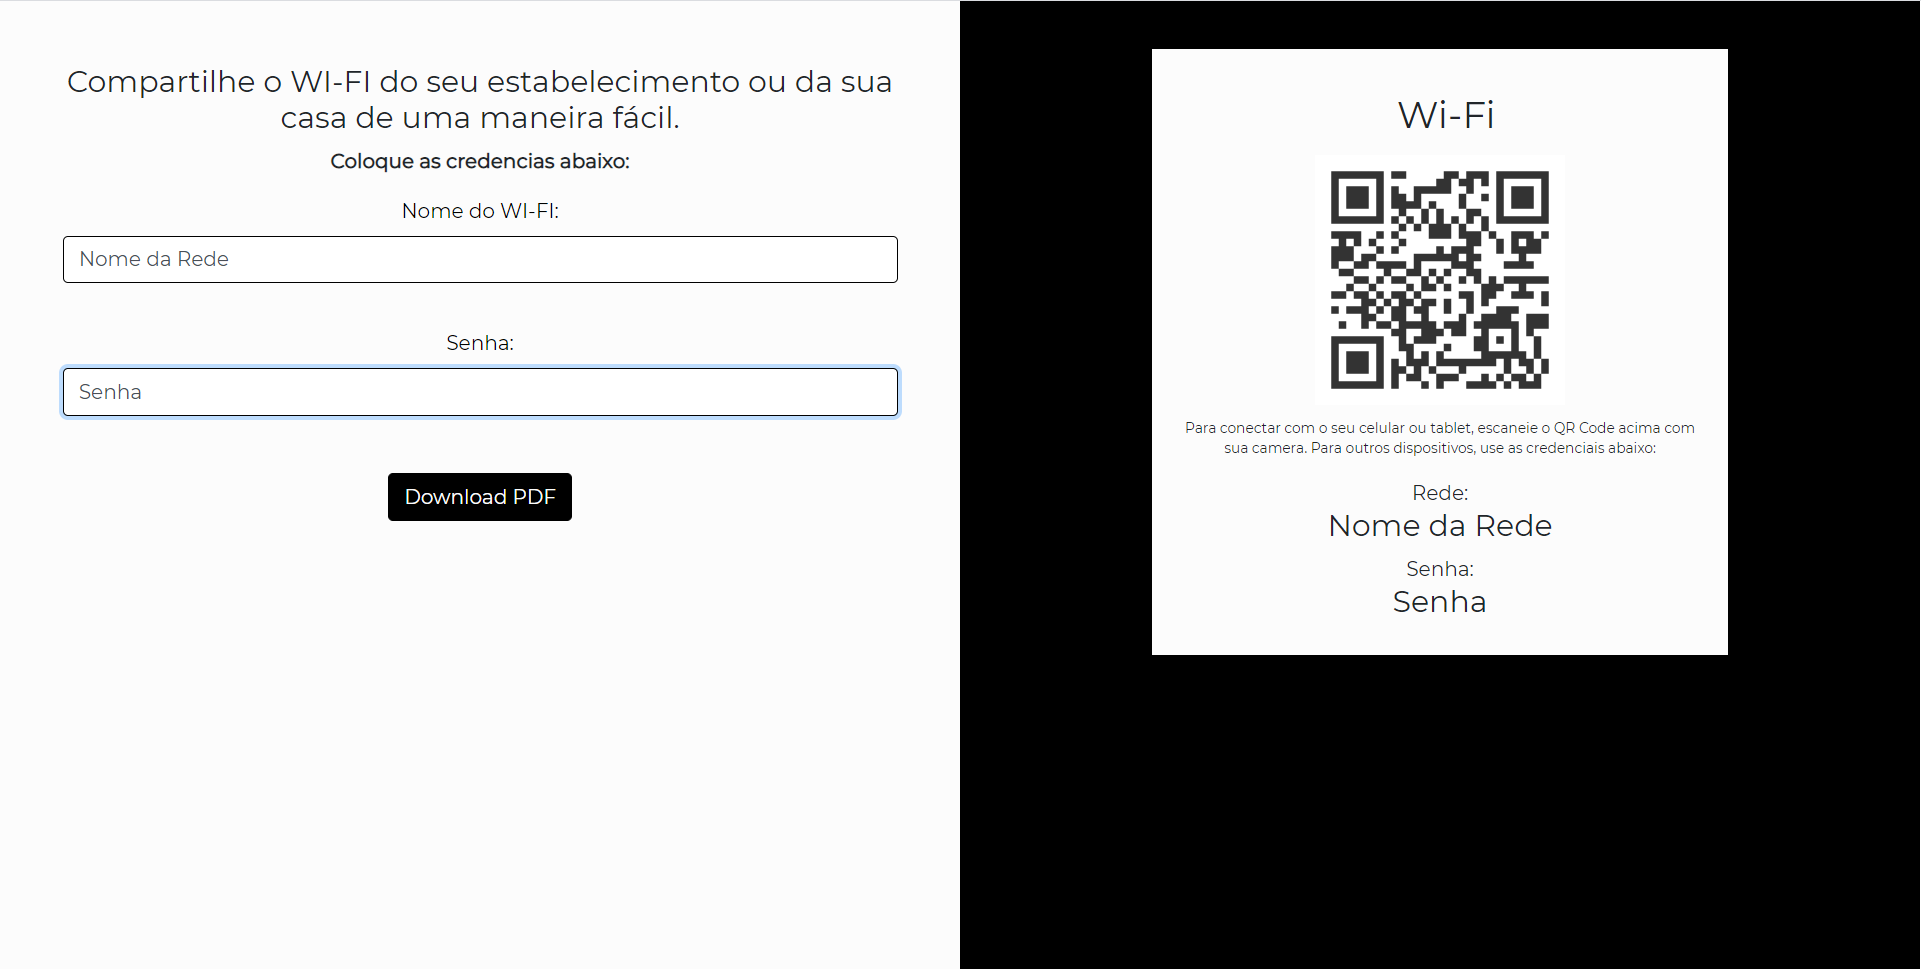 Compartilhe o WI-FI do seu estabelecimento ou da sua
casa de uma maneira fácil.
Coloque as credencias abaixo:
Nome do WI-FI:
Nome da Rede
Senha:
Senha
Download PDF
Wi-Fi
Para conectar com o seu celular ou tablet, escaneie o QR Code acima com
sua camera. Para outros dispositivos, use as credenciais abaixo:
Rede:
Nome da Rede
Senha:
Senha